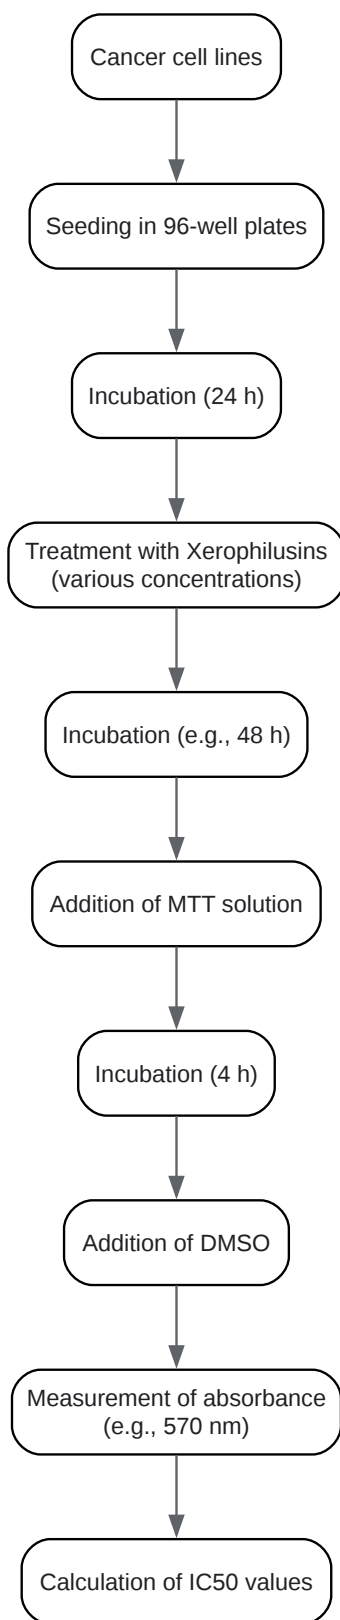 Cancer cell lines
Seeding in 96-well plates
Incubation (24 h)
Treatment with Xerophilusins
(various concentrations)
Incubation (e.g., 48 h)
Addition of MTT solution
Incubation (4 h)
Addition of DMSO
Measurement of absorbance
(e.g., 570 nm)
Calculation of IC50 values